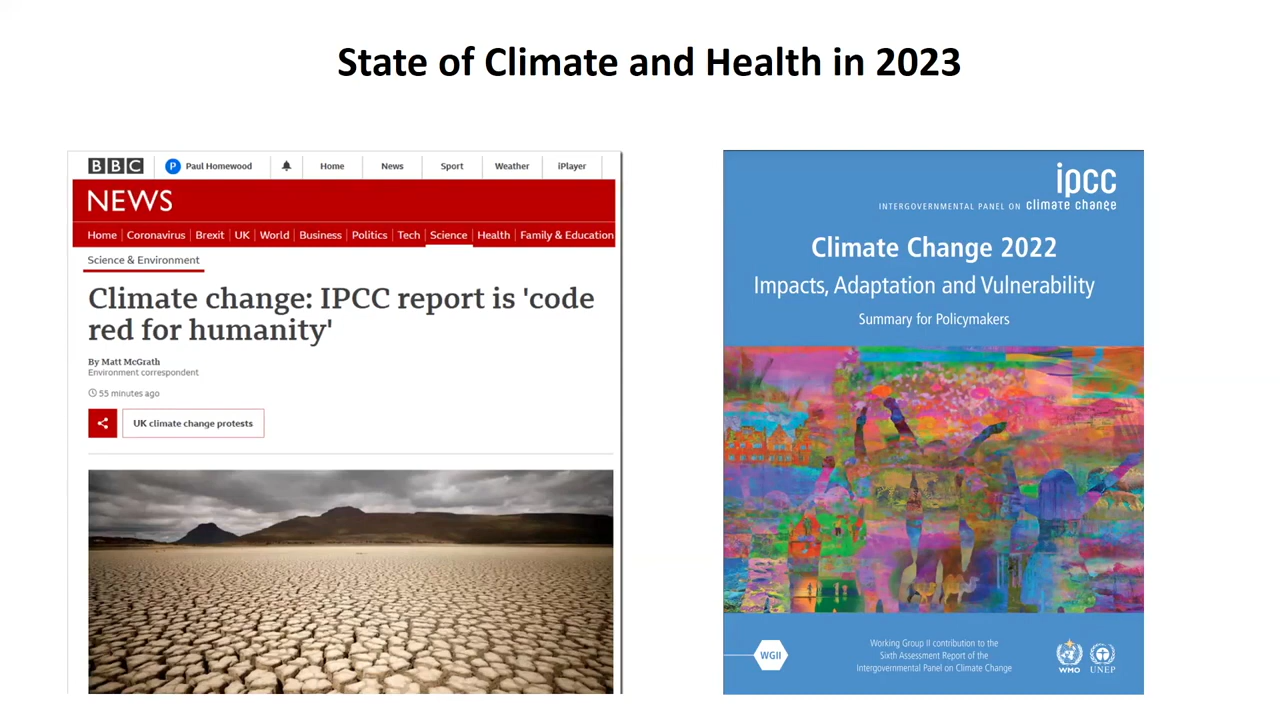 State of Climate and Health in 2023
BBC
P Paul Homewood
Home
News
Sport
Weather
iPlayer
NEWS
Home
Coronavirus
Brexit
UK
World
Business
Politics
Tech
Science
Health
Family & Education
Science & Environment
Climate change: IPCC report is 'code
red for humanity'
By Matt McGrath
Environment correspondent
55 minutes ago
UK climate change protests
ipcc
INTERGOVERNMENTAL PANEL ON climate change
Climate Change 2022
Impacts, Adaptation and Vulnerability
Summary for Policymakers
WGII
Working Group II contribution to the
Sixth Assessment Report of the
Intergovernmental Panel on Climate Change
WMO
UNEP